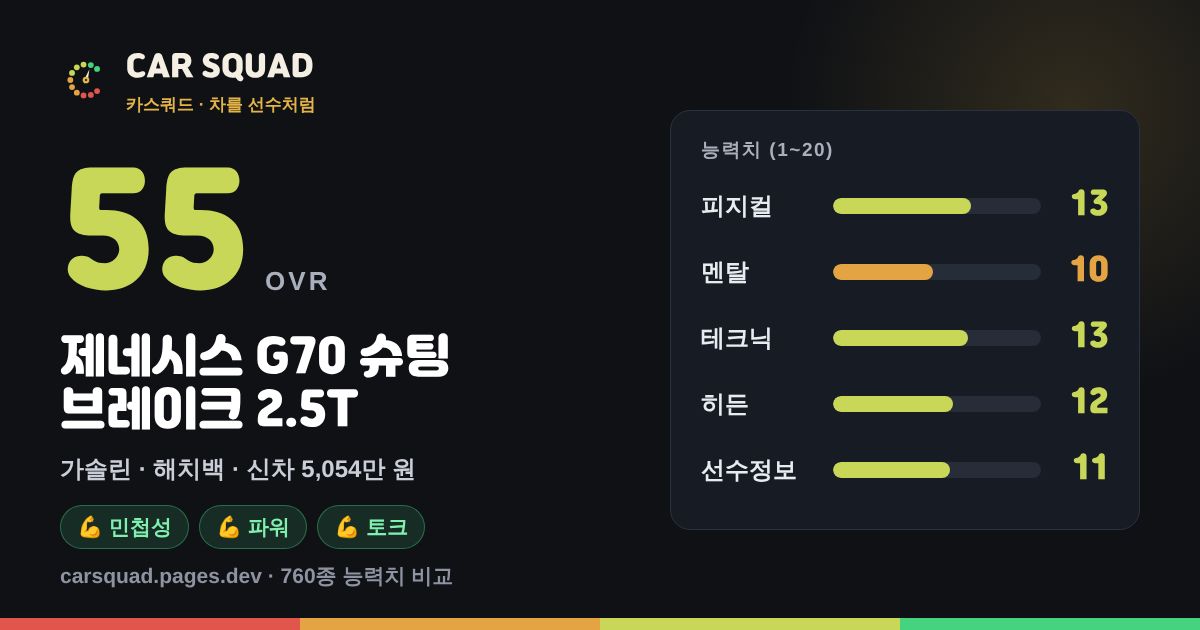 CAR SQUAD
카스쿼드 · 차를 선수처럼
55 OVR
제네시스 G70 슈팅
브레이크 2.5T
가솔린 · 해치백 · 신차 5,054만 원
💪 민첩성 💪 파워 💪 토크
carsquad.pages.dev · 760종 능력치 비교
능력치 (1~20)
피지컬 13
멘탈 10
테크닉 13
히든 12
선수정보 11